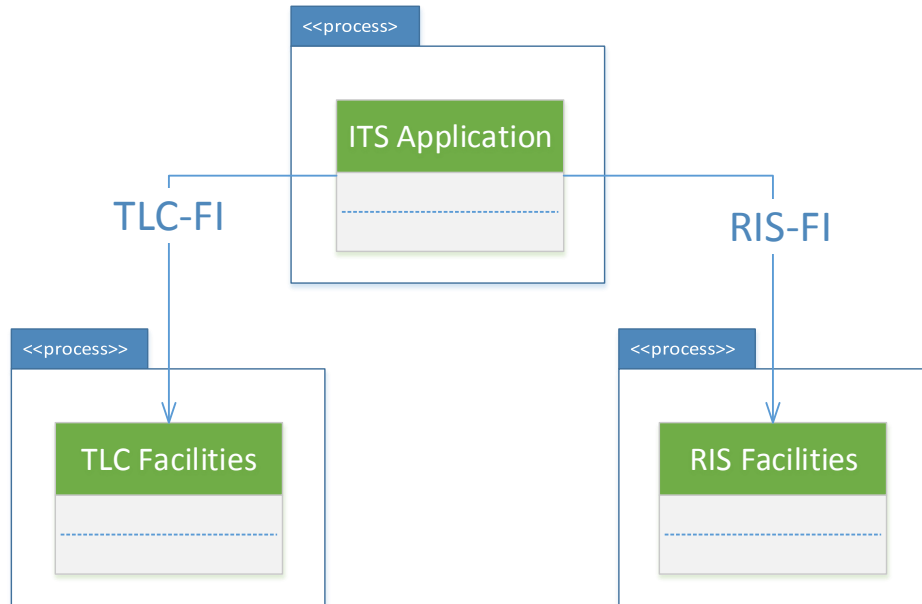 <<process>
ITS Application
TLC-FI
RIS-FI
<<process>>
<<process>>
TLC Facilities
RIS Facilities